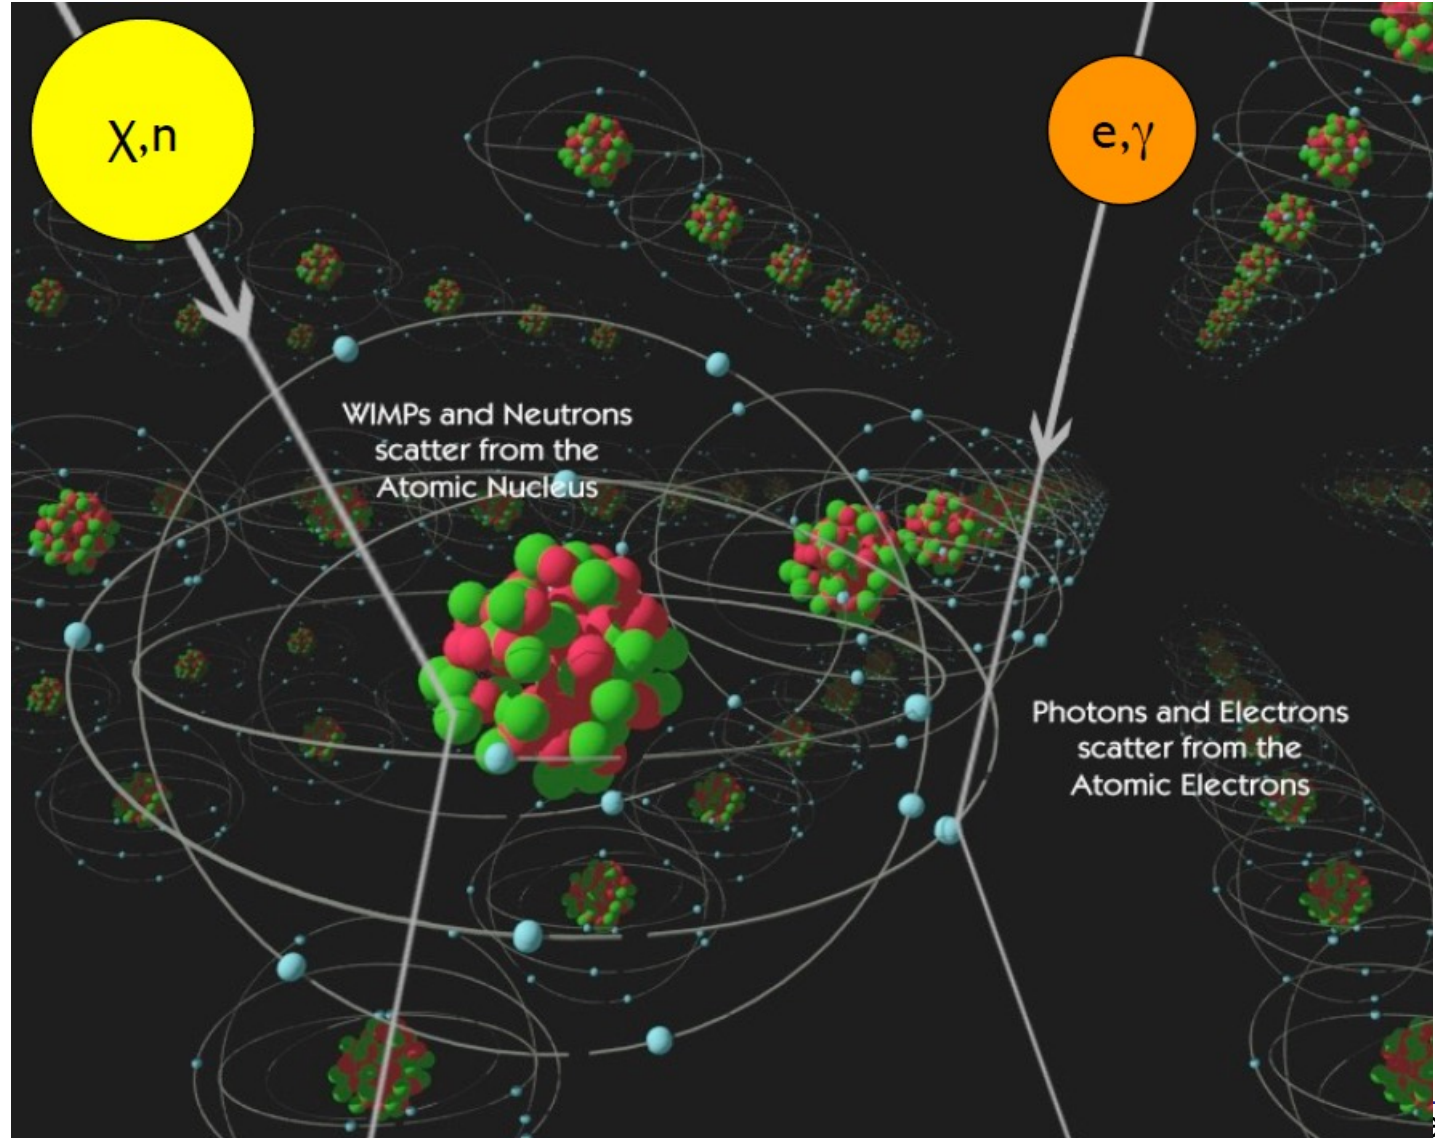 χ,n
e,γ
WIMPs and Neutrons
scatter from the
Atomic Nucleus
Photons and Electrons
scatter from the
Atomic Electrons